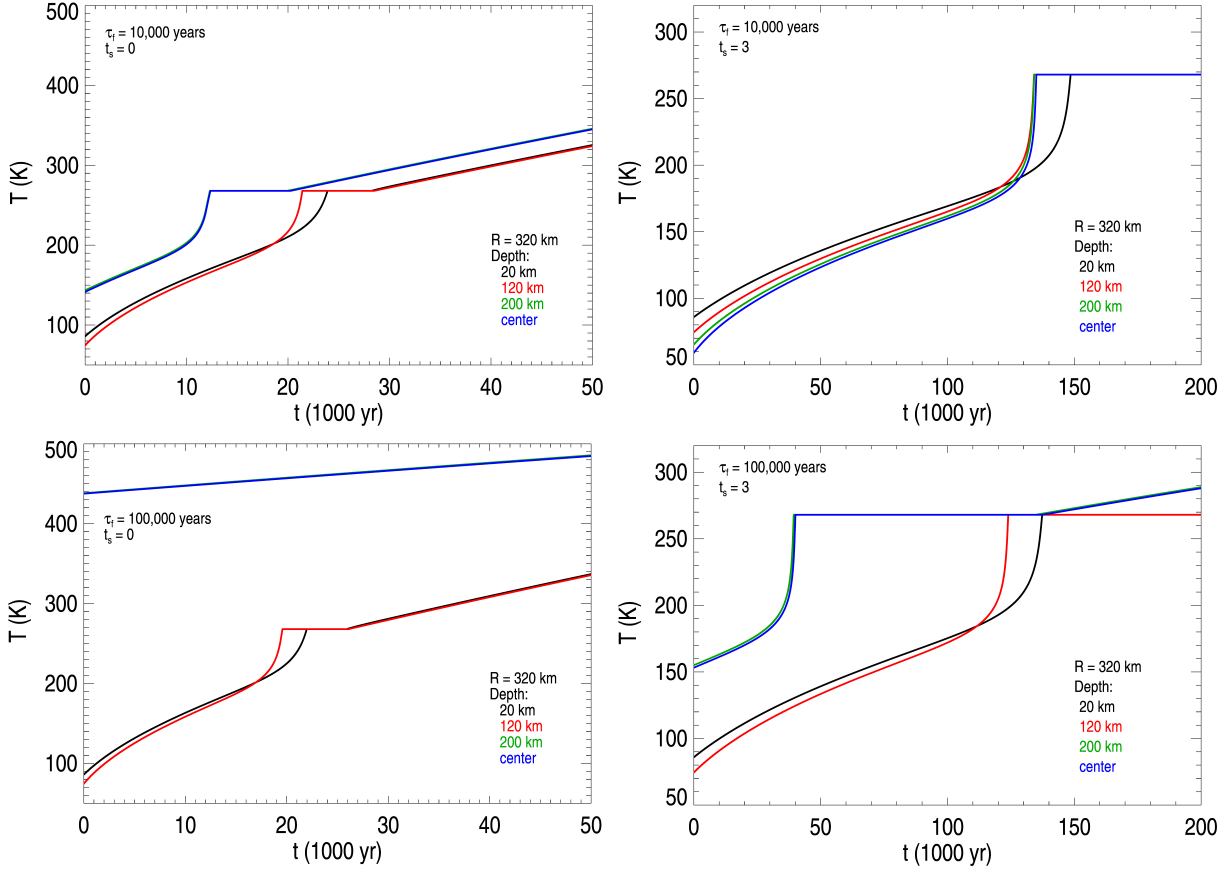 500
400
300
200
100
T (K)
τf = 10,000 years
ts = 0
R = 320 km
Depth:
20 km
120 km
200 km
center
0 10 20 30 40 50
t (1000 yr)
300
250
200
150
100
50
T (K)
τf = 10,000 years
ts = 3
R = 320 km
Depth:
20 km
120 km
200 km
center
0 50 100 150 200
t (1000 yr)
500
400
300
200
100
T (K)
τf = 100,000 years
ts = 0
R = 320 km
Depth:
20 km
120 km
200 km
center
0 10 20 30 40 50
t (1000 yr)
300
250
200
150
100
50
T (K)
τf = 100,000 years
ts = 3
R = 320 km
Depth:
20 km
120 km
200 km
center
0 50 100 150 200
t (1000 yr)